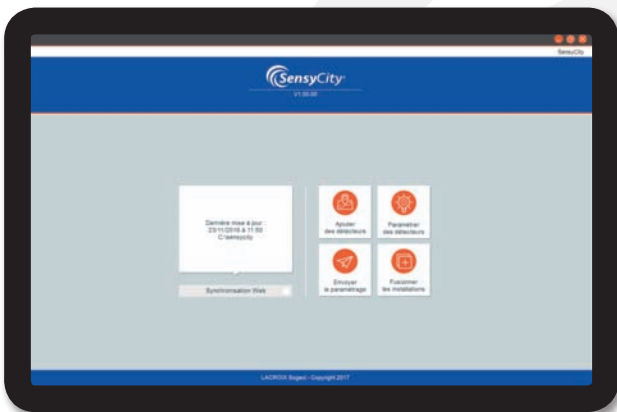 SensyCity
SensyCity
V1.00.00
Dernière mise à jour :
23/11/2016 à 11:50
C:\sensycity
Synchronisation Web
Ajouter
des détecteurs
Paramétrer
des détecteurs
Envoyer
le paramétrage
Fusionner
les installations
LACROIX Sogexi - Copyright 2017